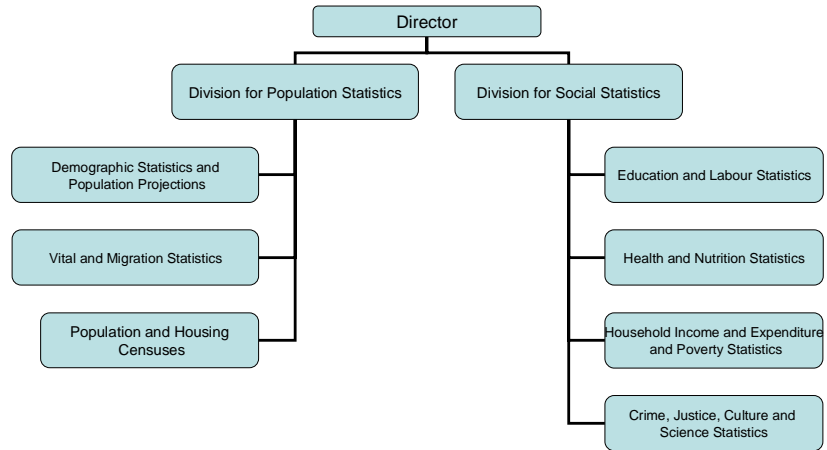 Director
Division for Population Statistics
Division for Social Statistics
Demographic Statistics and
Population Projections
Education and Labour Statistics
Vital and Migration Statistics
Health and Nutrition Statistics
Population and Housing
Censuses
Household Income and Expenditure
and Poverty Statistics
Crime, Justice, Culture and
Science Statistics